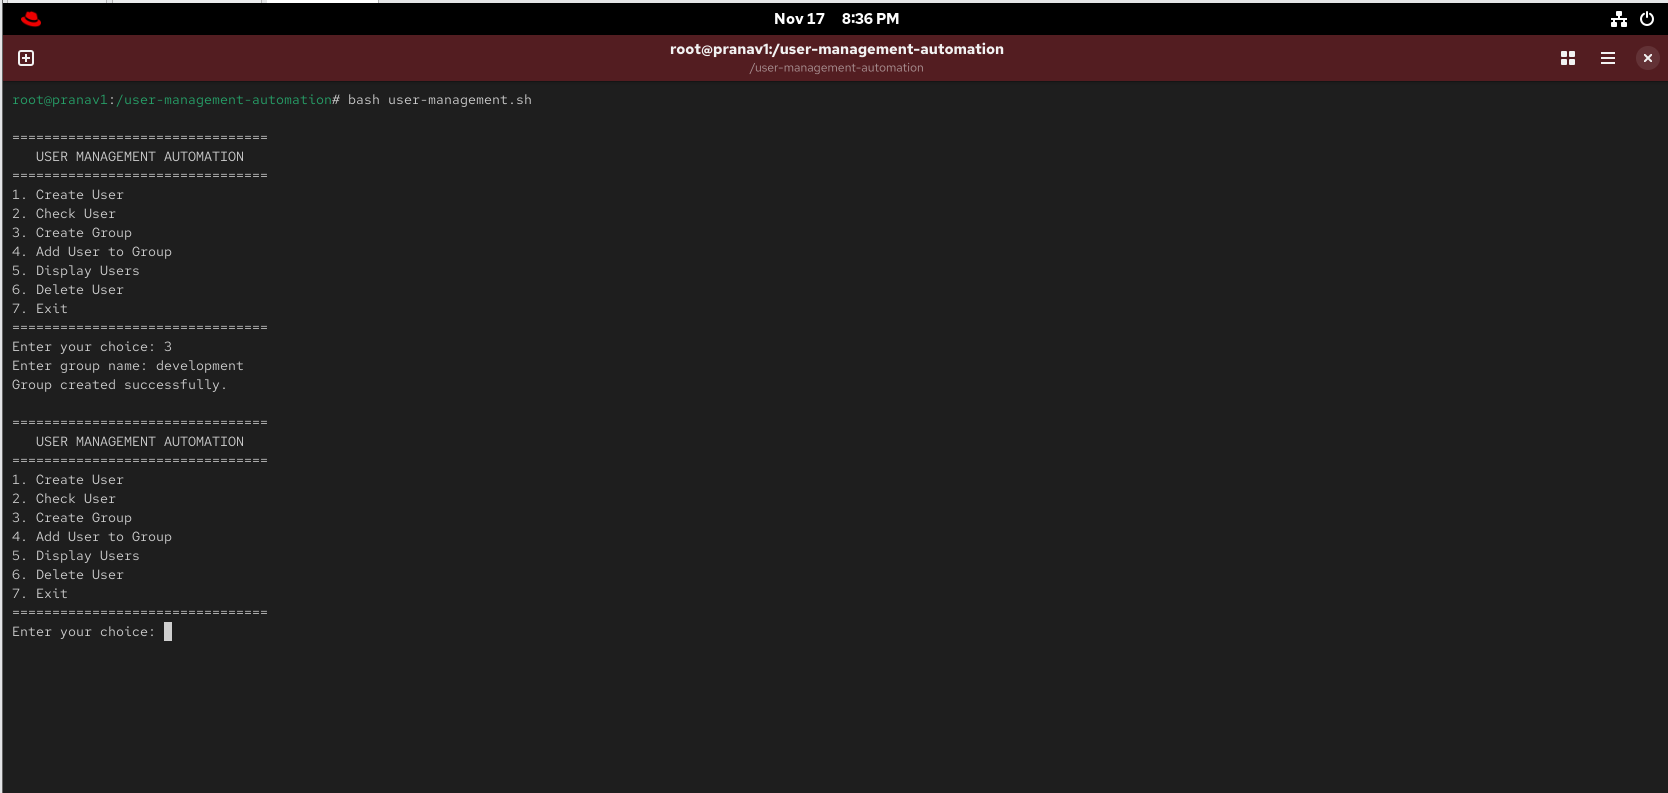 Nov 17 8:36 PM
root@pranav1:/user-management-automation
/user-management-automation
root@pranav1:/user-management-automation# bash user-management.sh
================================
   USER MANAGEMENT AUTOMATION
================================
1. Create User
2. Check User
3. Create Group
4. Add User to Group
5. Display Users
6. Delete User
7. Exit
================================
Enter your choice: 3
Enter group name: development
Group created successfully.
================================
   USER MANAGEMENT AUTOMATION
================================
1. Create User
2. Check User
3. Create Group
4. Add User to Group
5. Display Users
6. Delete User
7. Exit
================================
Enter your choice: